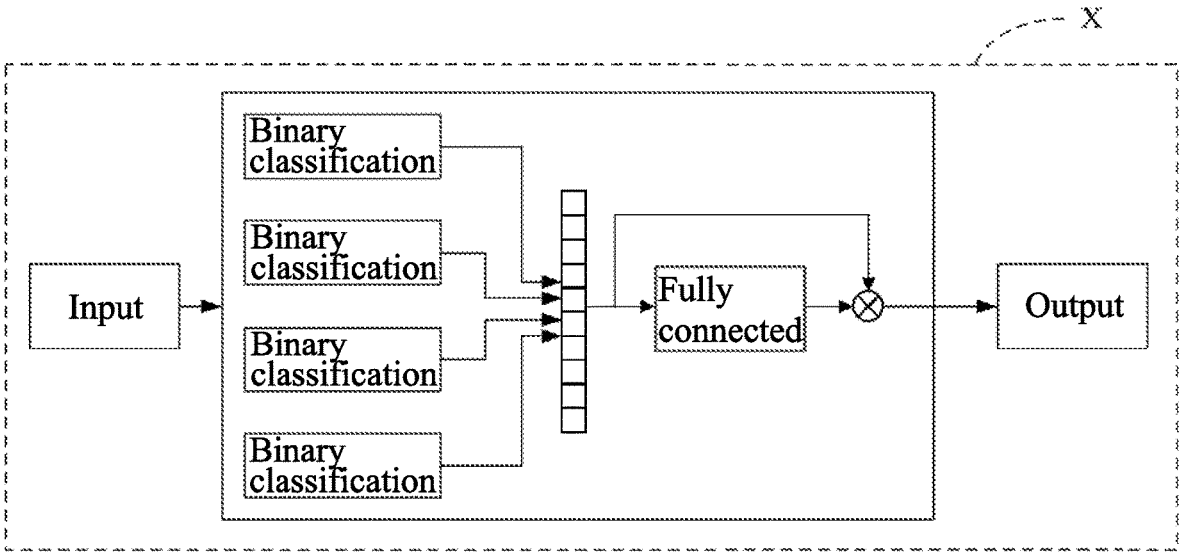 X
Binary
classification
Binary
classification
Input
Fully
connected
Output
Binary
classification
Binary
classification